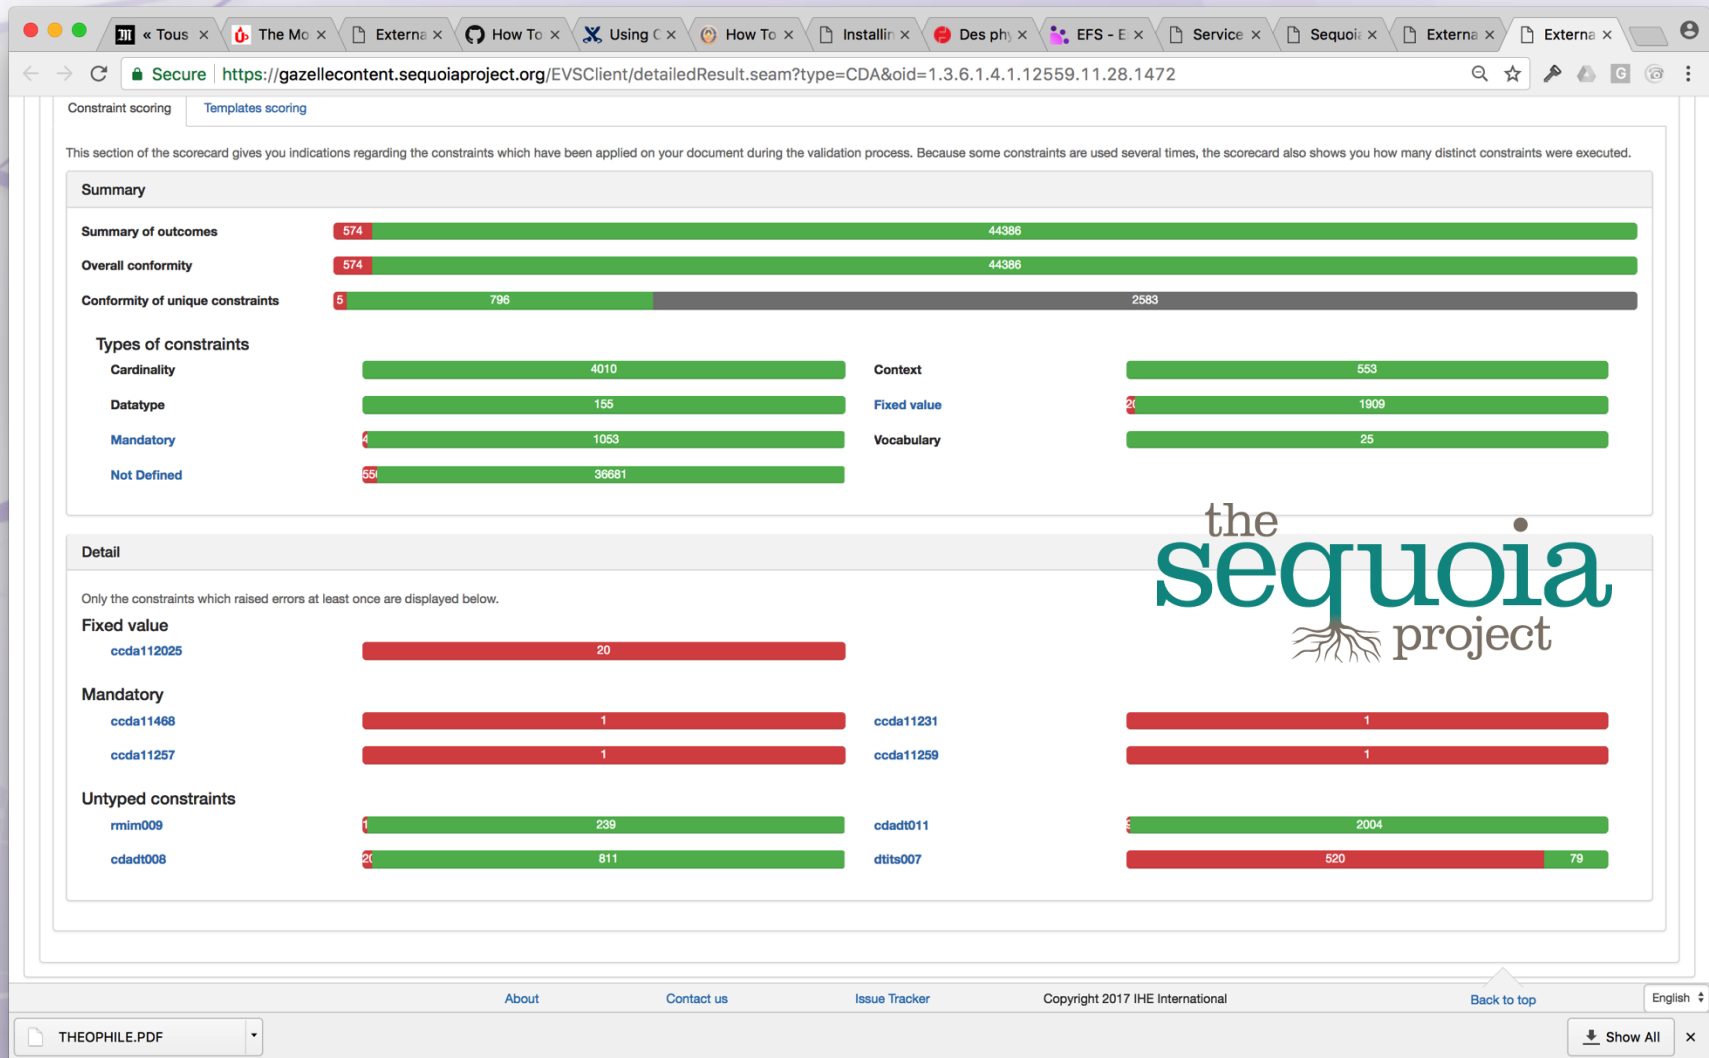 « Tous
The Mo
Externa
How To
Using C
How To
Installin
Des phy
EFS - E
Service
Sequoia
Externa
Externa
Secure https://gazellecontent.sequoiaproject.org/EVSClient/detailedResult.seam?type=CDA&oid=1.3.6.1.4.1.12559.11.28.1472
Constraint scoring Templates scoring
This section of the scorecard gives you indications regarding the constraints which have been applied on your document during the validation process. Because some constraints are used several times, the scorecard also shows you how many distinct constraints were executed.
Summary
Summary of outcomes 574 44386
Overall conformity 574 44386
Conformity of unique constraints 5 796 2583
Types of constraints
Cardinality 4010 Context 553
Datatype 155 Fixed value 20 1909
Mandatory 4 1053 Vocabulary 25
Not Defined 550 36681
the
sequoia
project
Detail
Only the constraints which raised errors at least once are displayed below.
Fixed value
ccda112025 20
Mandatory
ccda11468 1 ccda11231 1
ccda11257 1 ccda11259 1
Untyped constraints
rmim009 1 239 cdadt011 2004
cdadt008 20 811 dtits007 520 79
About Contact us Issue Tracker Copyright 2017 IHE International Back to top English
THEOPHILE.PDF Show All